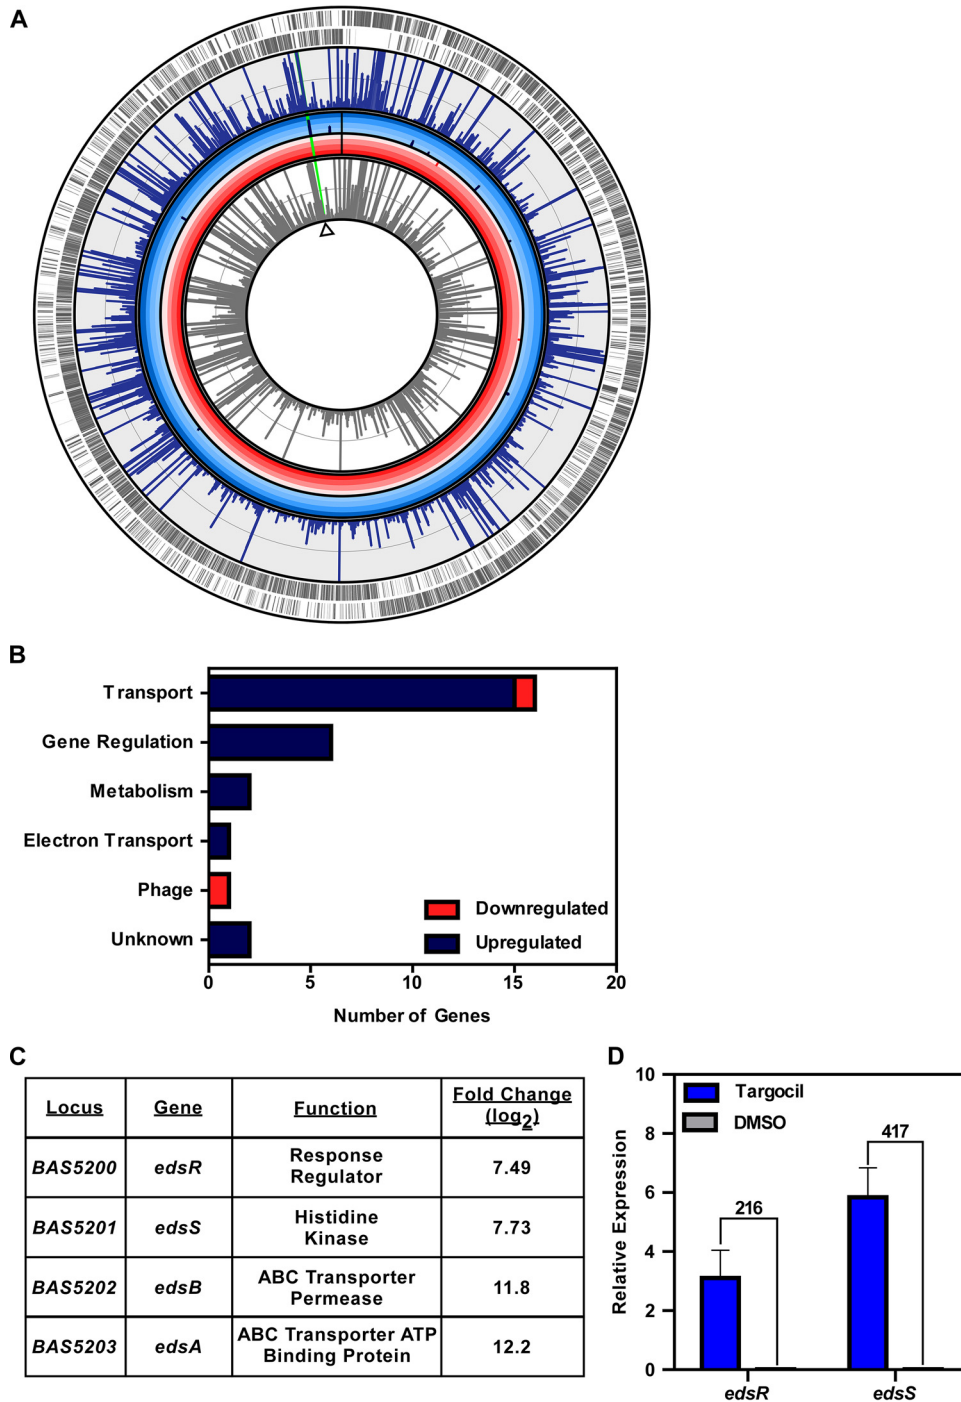 A
B
Transport
Gene Regulation
Metabolism
Electron Transport
Phage
Unknown
Downregulated
Upregulated
0 5 10 15 20
Number of Genes
C
Locus Gene Function Fold Change
(log2)
BAS5200 edsR Response
Regulator 7.49
BAS5201 edsS Histidine
Kinase 7.73
BAS5202 edsB ABC Transporter
Permease 11.8
BAS5203 edsA ABC Transporter ATP
Binding Protein 12.2
D
10
8
6
4
2
0
Relative Expression
Targocil
DMSO
216
417
edsR edsS